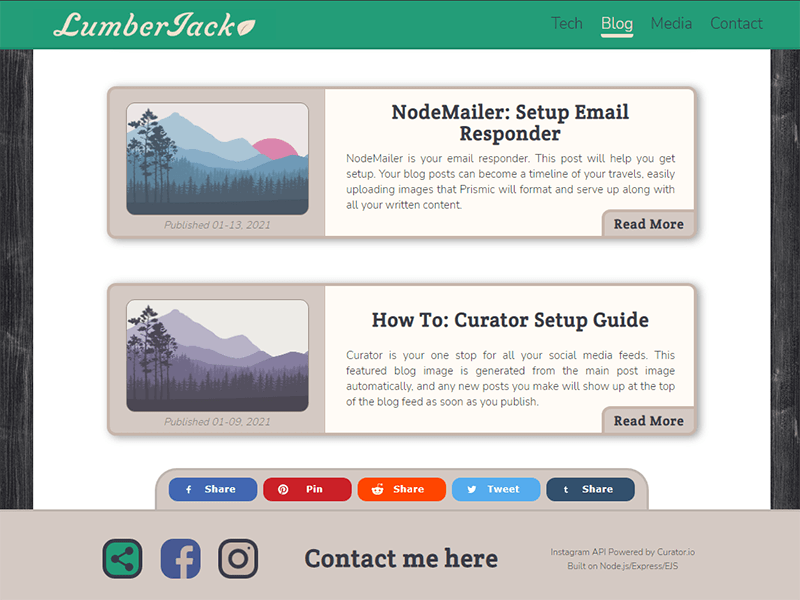 LumberJack
Tech Blog Media Contact
NodeMailer: Setup Email
Responder
NodeMailer is your email responder. This post will help you get
setup. Your blog posts can become a timeline of your travels, easily
uploading images that Prismic will format and serve up along with
all your written content.
Published 01-13, 2021
Read More
How To: Curator Setup Guide
Curator is your one stop for all your social media feeds. This
featured blog image is generated from the main post image
automatically, and any new posts you make will show up at the top
of the blog feed as soon as you publish.
Published 01-09, 2021
Read More
Share Pin Share Tweet Share
Contact me here
Instagram API Powered by Curator.io
Built on Node.js/Express/EJS